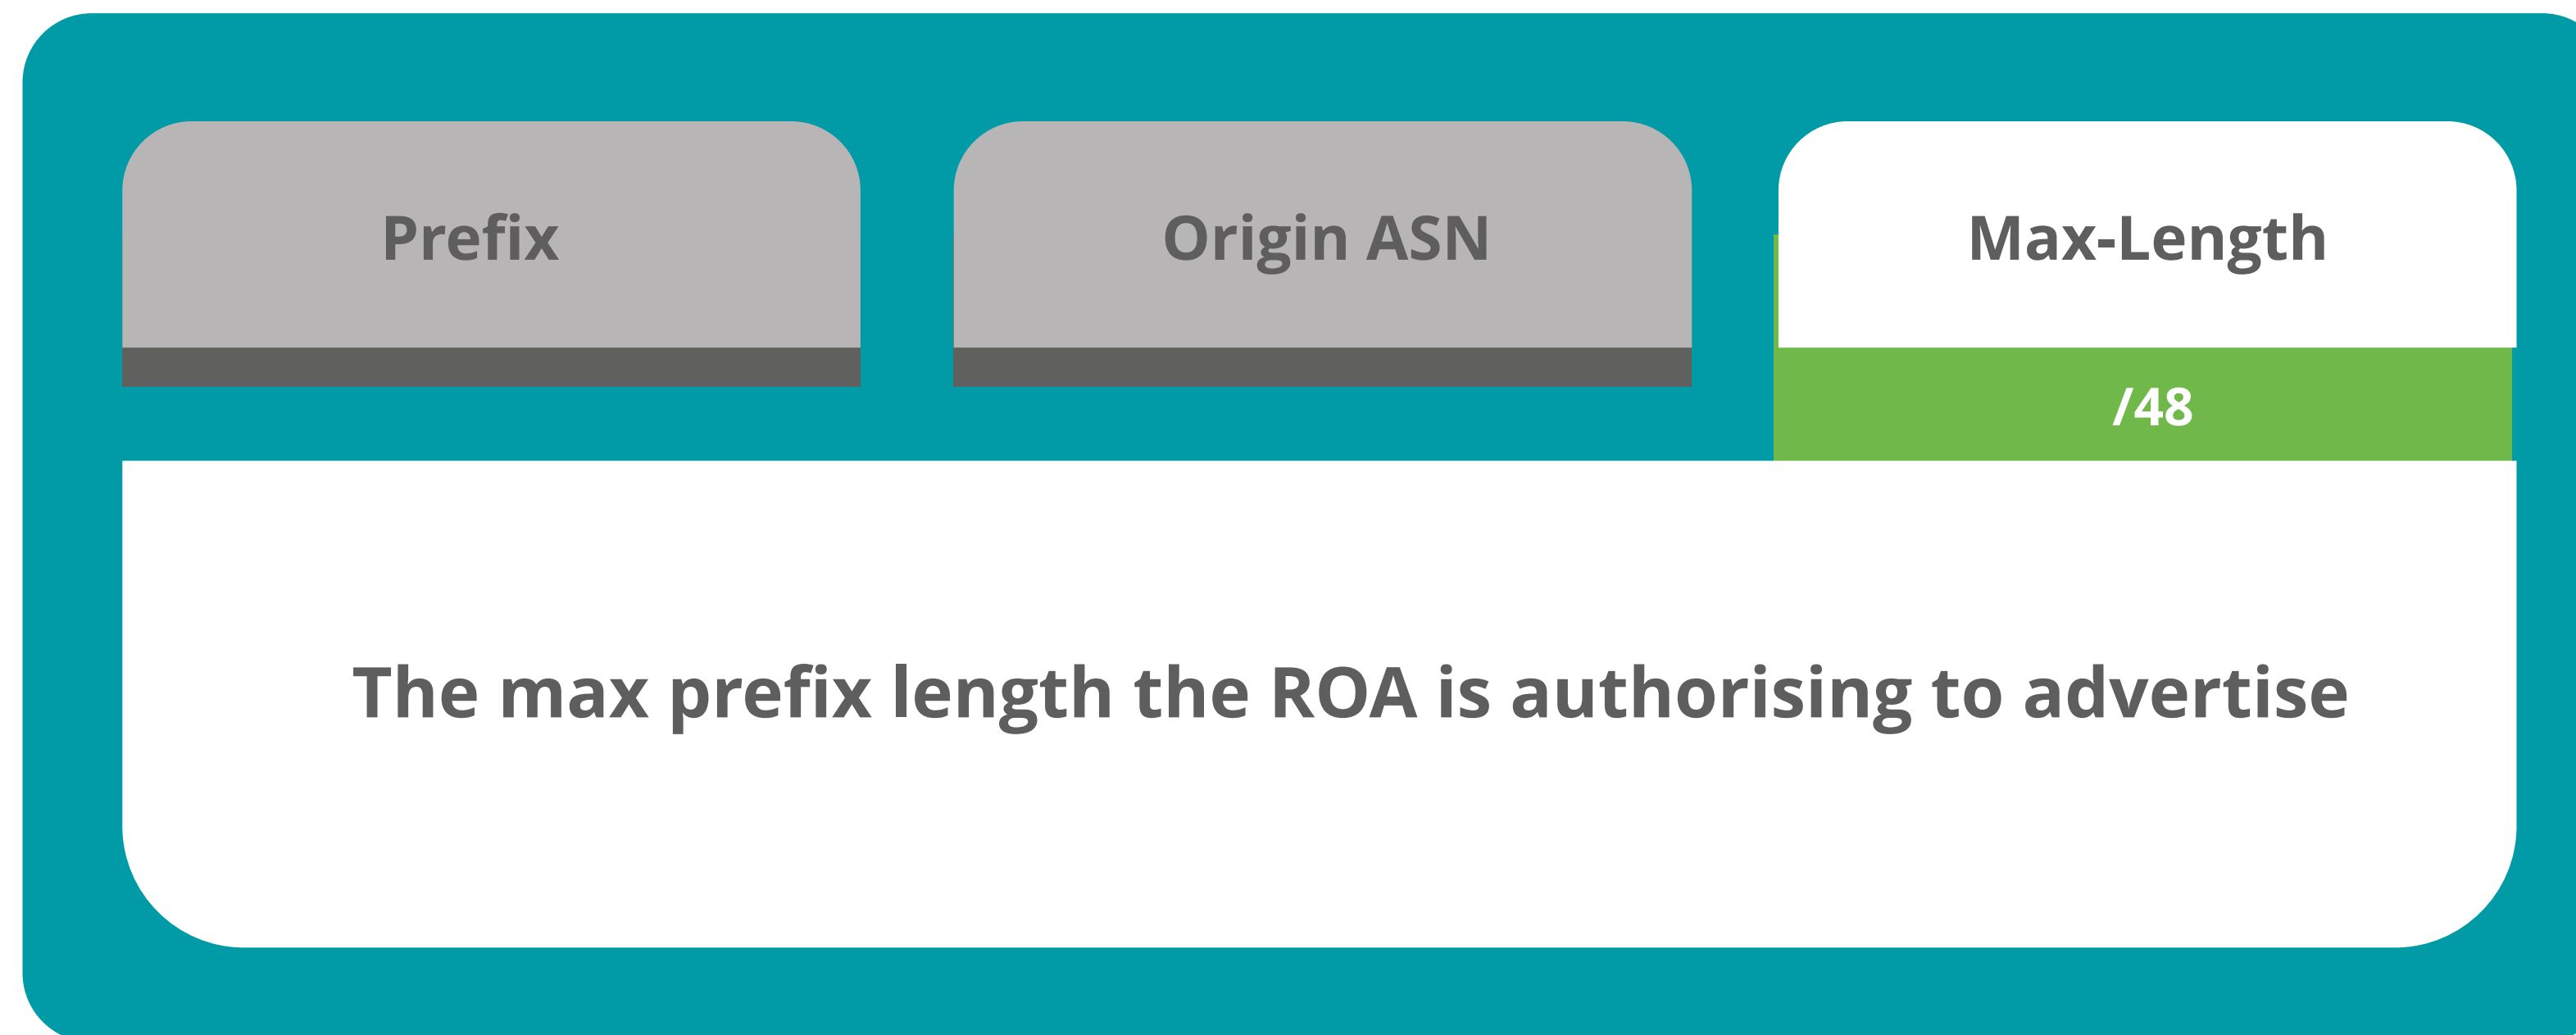 Prefix
Origin ASN
Max-Length
/48
The max prefix length the ROA is authorising to advertise